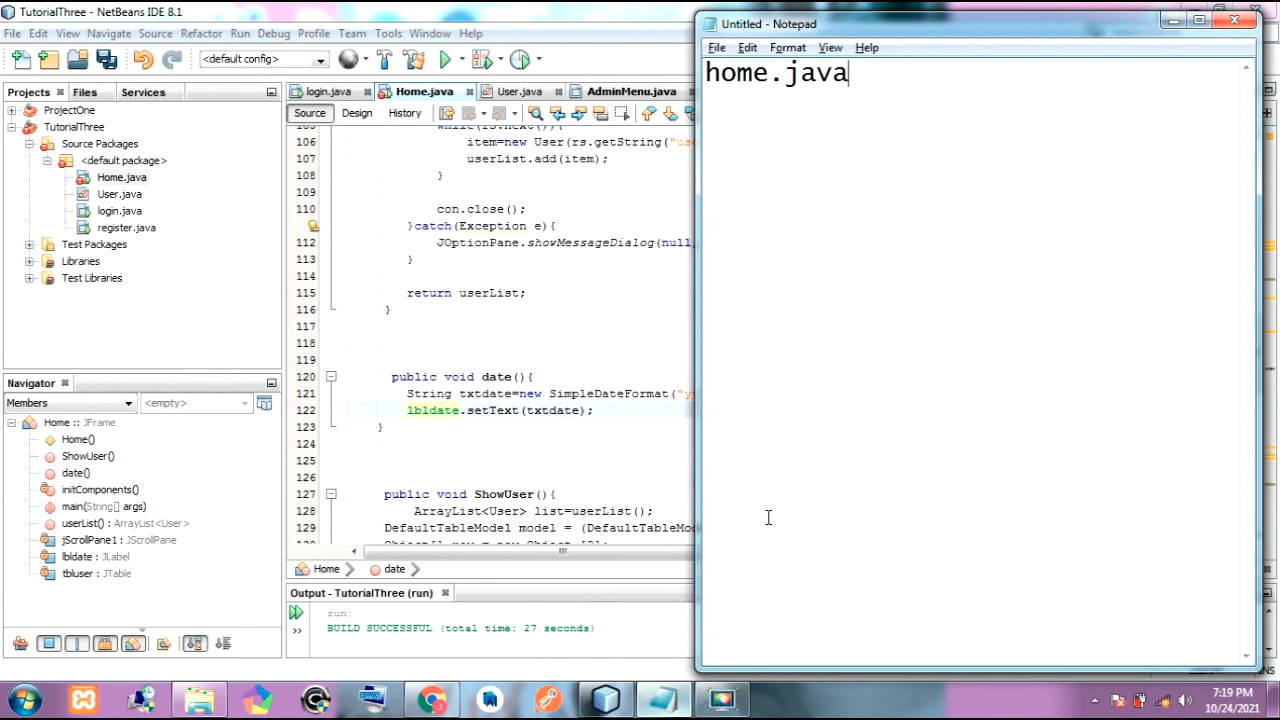 TutorialThree - NetBeans IDE 8.1
File Edit View Navigate Source Refactor Run Debug Profile Team Tools Window Help
<default config>
Projects Files Services
ProjectOne
TutorialThree
Source Packages
<default package>
Home.java
User.java
login.java
register.java
Test Packages
Libraries
Test Libraries
Navigator
Members <empty>
Home :: JFrame
Home()
ShowUser()
date()
initComponents()
main(String[] args)
userList() : ArrayList<User>
jScrollPane1 : JScrollPane
lbldate : JLabel
tbluser : JTable
login.java Home.java User.java AdminMenu.java
Source Design History
106 item=new User(rs.getString("us
107 userList.add(item);
108 }
109
110 con.close();
}catch(Exception e){
112 JOptionPane.showMessageDialog(null,
113 }
114
115 return userList;
116 }
117
118
119
120 public void date(){
121 String txtdate=new SimpleDateFormat("y
122 lbldate.setText(txtdate);
123 }
124
125
126
127 public void ShowUser(){
128 ArrayList<User> list=userList();
129 DefaultTableModel model = (DefaultTableMo
Home date
Output - TutorialThree (run)
run:
BUILD SUCCESSFUL (total time: 27 seconds)
Untitled - Notepad
File Edit Format View Help
home.java
7:19 PM
10/24/2021